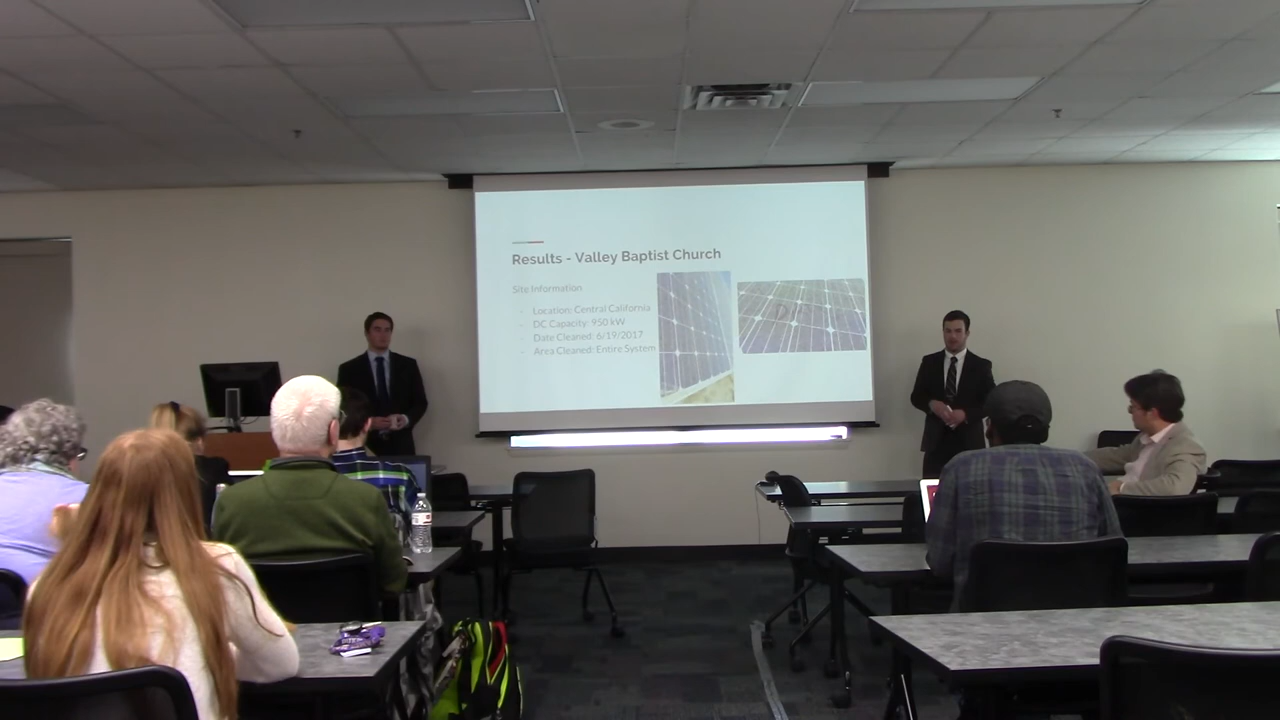 Results - Valley Baptist Church
Site Information
- Location: Central California
- DC Capacity: 950 kW
- Date Cleaned: 6/19/2017
- Area Cleaned: Entire System